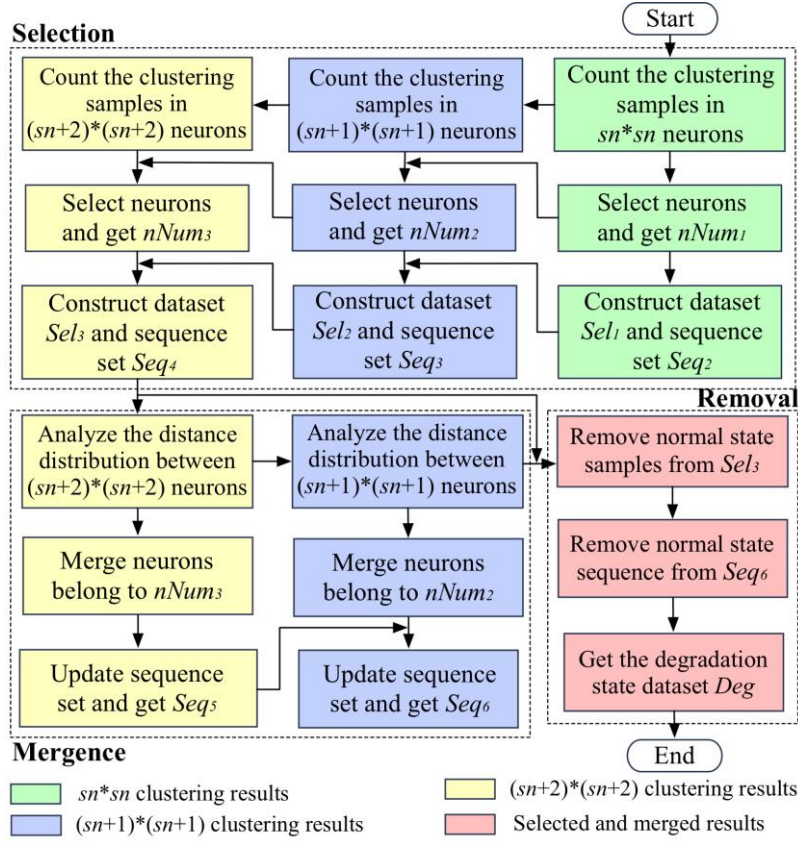 Start
Selection
Count the clustering
samples in
(sn+2)*(sn+2) neurons
Count the clustering
samples in
(sn+1)*(sn+1) neurons
Count the clustering
samples in
sn*sn neurons
Select neurons
and get nNum₃
Select neurons
and get nNum₂
Select neurons
and get nNum₁
Construct dataset
Sel₃ and sequence
set Seq₄
Construct dataset
Sel₂ and sequence
set Seq₃
Construct dataset
Sel₁ and sequence
set Seq₂
Removal
Analyze the distance
distribution between
(sn+2)*(sn+2) neurons
Analyze the distance
distribution between
(sn+1)*(sn+1) neurons
Remove normal state
samples from Sel₃
Merge neurons
belong to nNum₃
Merge neurons
belong to nNum₂
Remove normal state
sequence from Seq₆
Update sequence
set and get Seq₅
Update sequence
set and get Seq₆
Get the degradation
state dataset Deg
Mergence
End
sn*sn clustering results
(sn+2)*(sn+2) clustering results
(sn+1)*(sn+1) clustering results
Selected and merged results